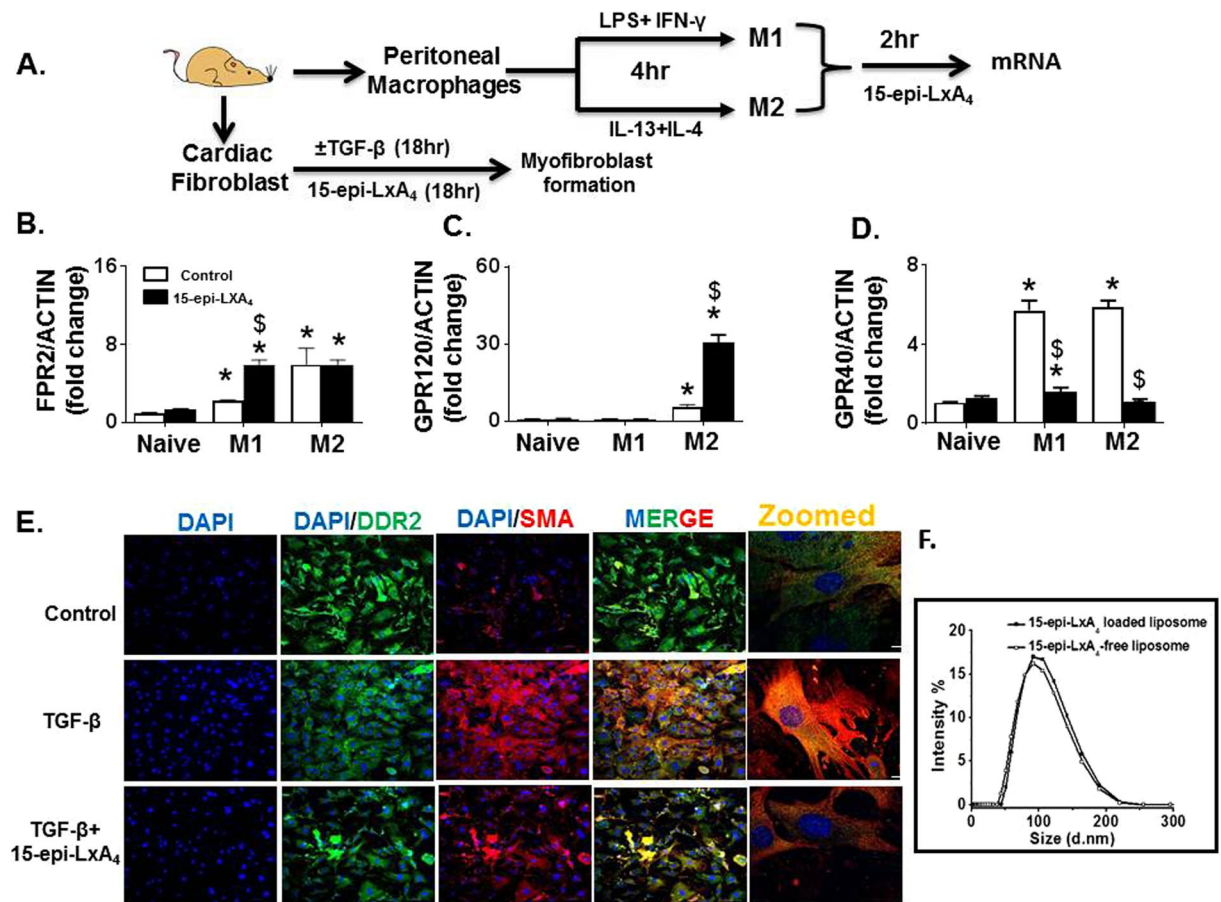 A.
Peritoneal
Macrophages
LPS+ IFN-γ
4hr
IL-13+IL-4
M1
M2
2hr
15-epi-LxA₄
mRNA
Cardiac
Fibroblast
±TGF-β (18hr)
15-epi-LxA₄ (18hr)
Myofibroblast
formation
B.
FPR2/ACTIN
(fold change)
16
8
0
Control
15-epi-LXA₄
*
$
*
*
*
Naive M1 M2
C.
GPR120/ACTIN
(fold change)
60
30
0
*
$
*
Naive M1 M2
D.
GPR40/ACTIN
(fold change)
8
4
0
*
$
*
*
$
Naive M1 M2
E.
DAPI DAPI/DDR2 DAPI/SMA MERGE Zoomed
Control
TGF-β
TGF-β+
15-epi-LxA₄
F.
15-epi-LxA₄ loaded liposome
15-epi-LxA₄-free liposome
Intensity %
20
15
10
5
0
0 100 200 300
Size (d.nm)